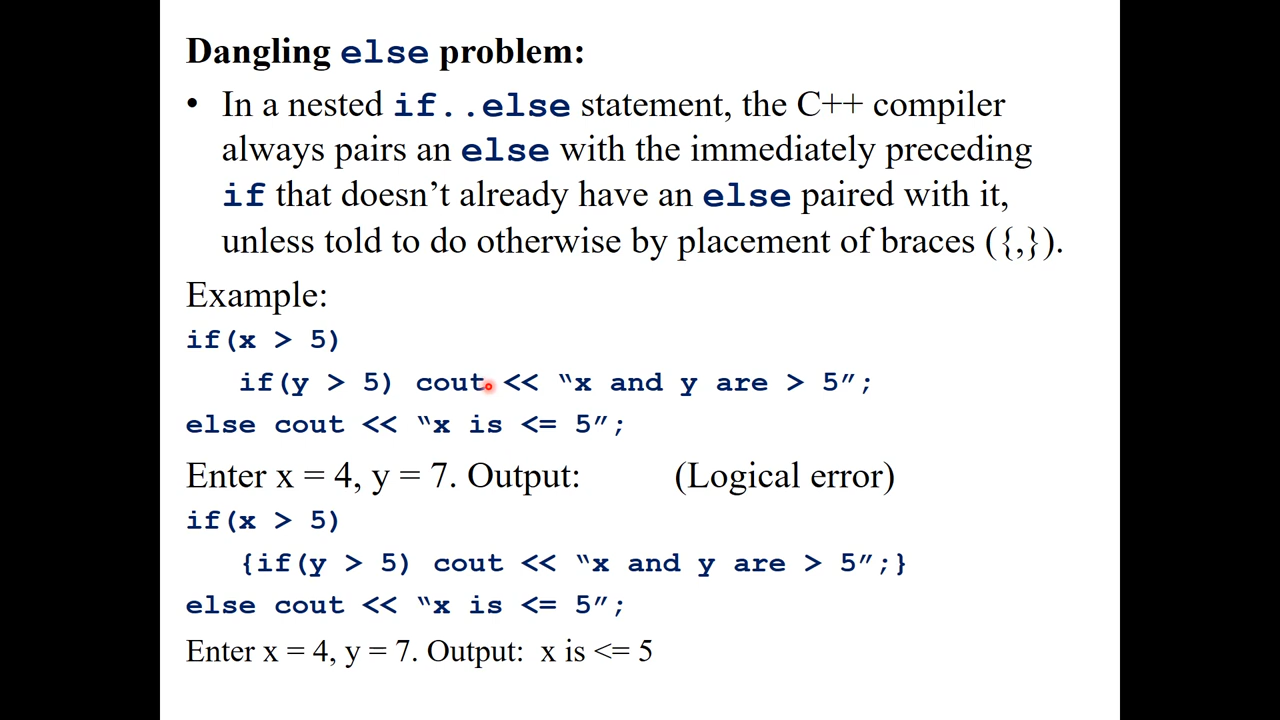 Dangling else problem:
• In a nested if..else statement, the C++ compiler
always pairs an else with the immediately preceding
if that doesn’t already have an else paired with it,
unless told to do otherwise by placement of braces ({,}).
Example:
if(x > 5)
if(y > 5) cout << “x and y are > 5”;
else cout << “x is <= 5”;
Enter x = 4, y = 7. Output: (Logical error)
if(x > 5)
{if(y > 5) cout << “x and y are > 5”;}
else cout << “x is <= 5”;
Enter x = 4, y = 7. Output: x is <= 5